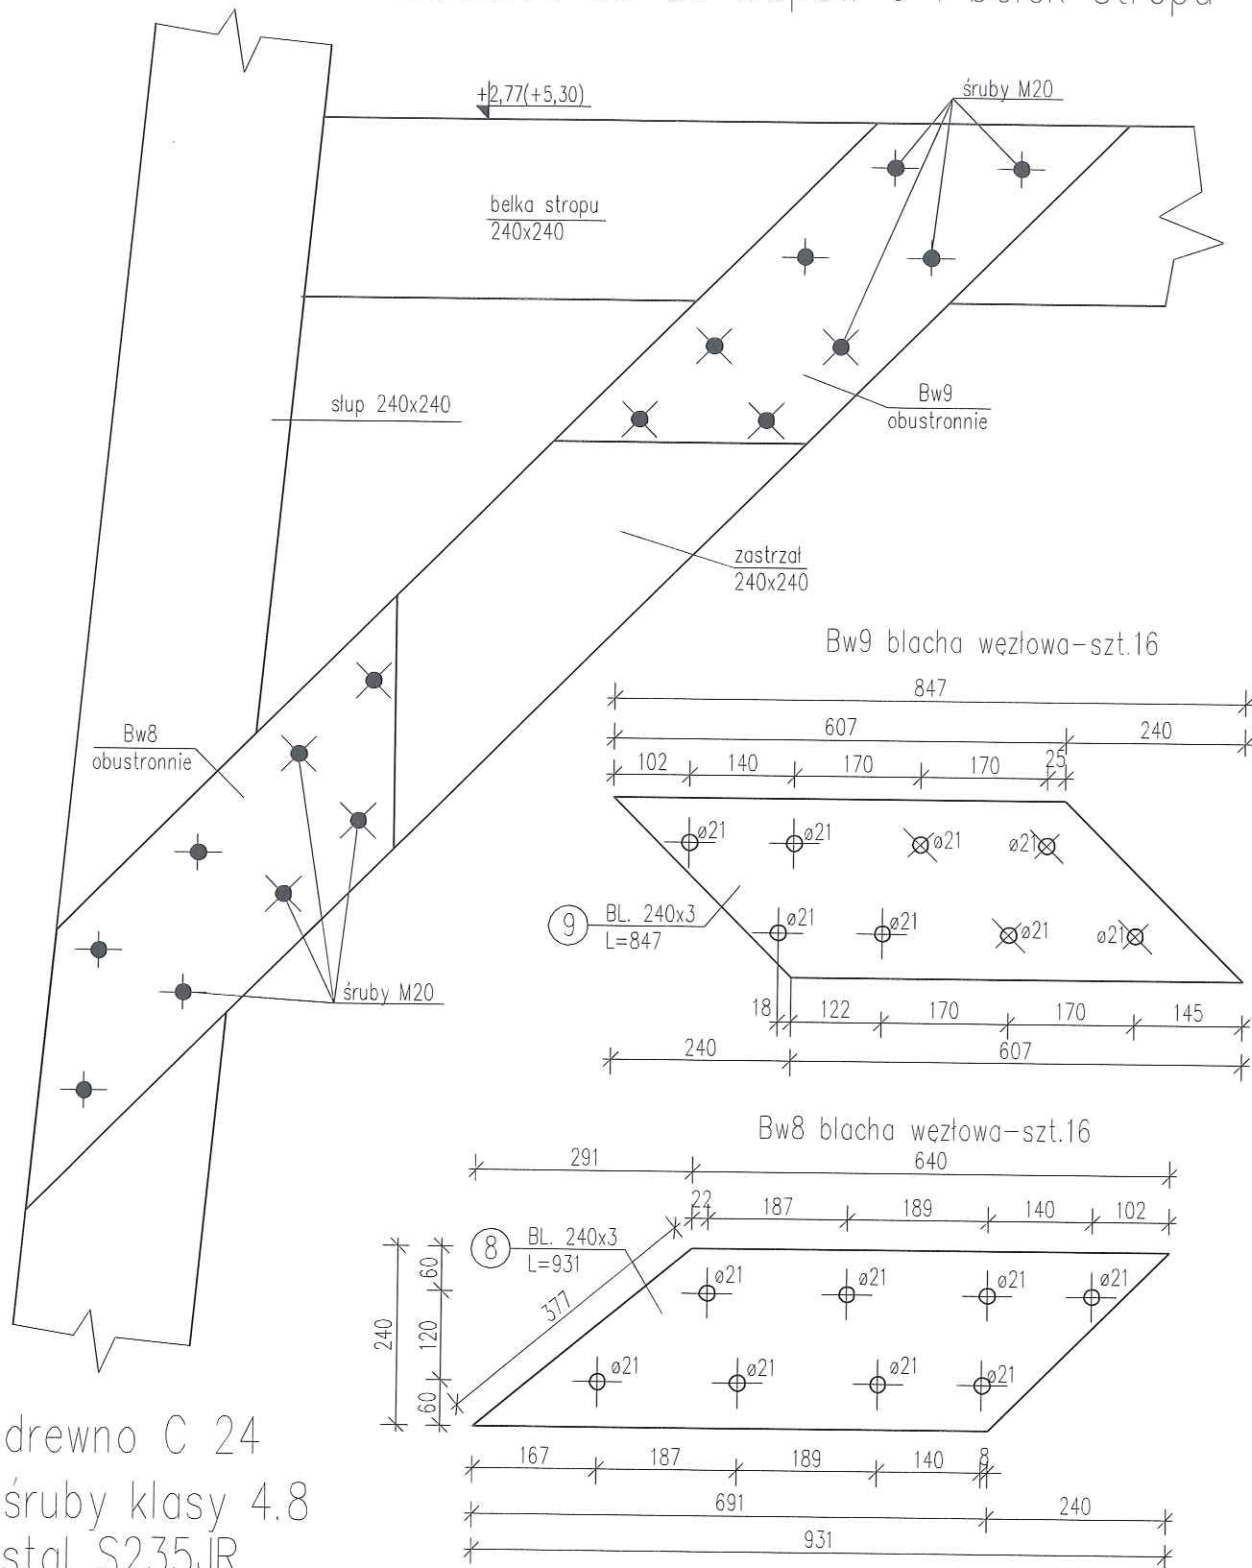 +2,77(+5,30)
śruby M20
belka stropu
240x240
słup 240x240
Bw9
obustronnie
zastrzał
240x240
Bw8
obustronnie
śruby M20
Bw9 blacha węzłowa-szt.16
847
607 240
102 140 170 170 25
ø21 ø21 ø21 ø21
9 BL. 240x3
L=847
ø21 ø21 ø21 ø21
18 122 170 170 145
240 607
Bw8 blacha węzłowa-szt.16
291 640
22 187 189 140 102
8 BL. 240x3
L=931
377
240
60
120
60
ø21 ø21 ø21 ø21
ø21 ø21 ø21 ø21
167 187 189 140 8
691 240
931
drewno C 24
śruby klasy 4.8
stal S235JR